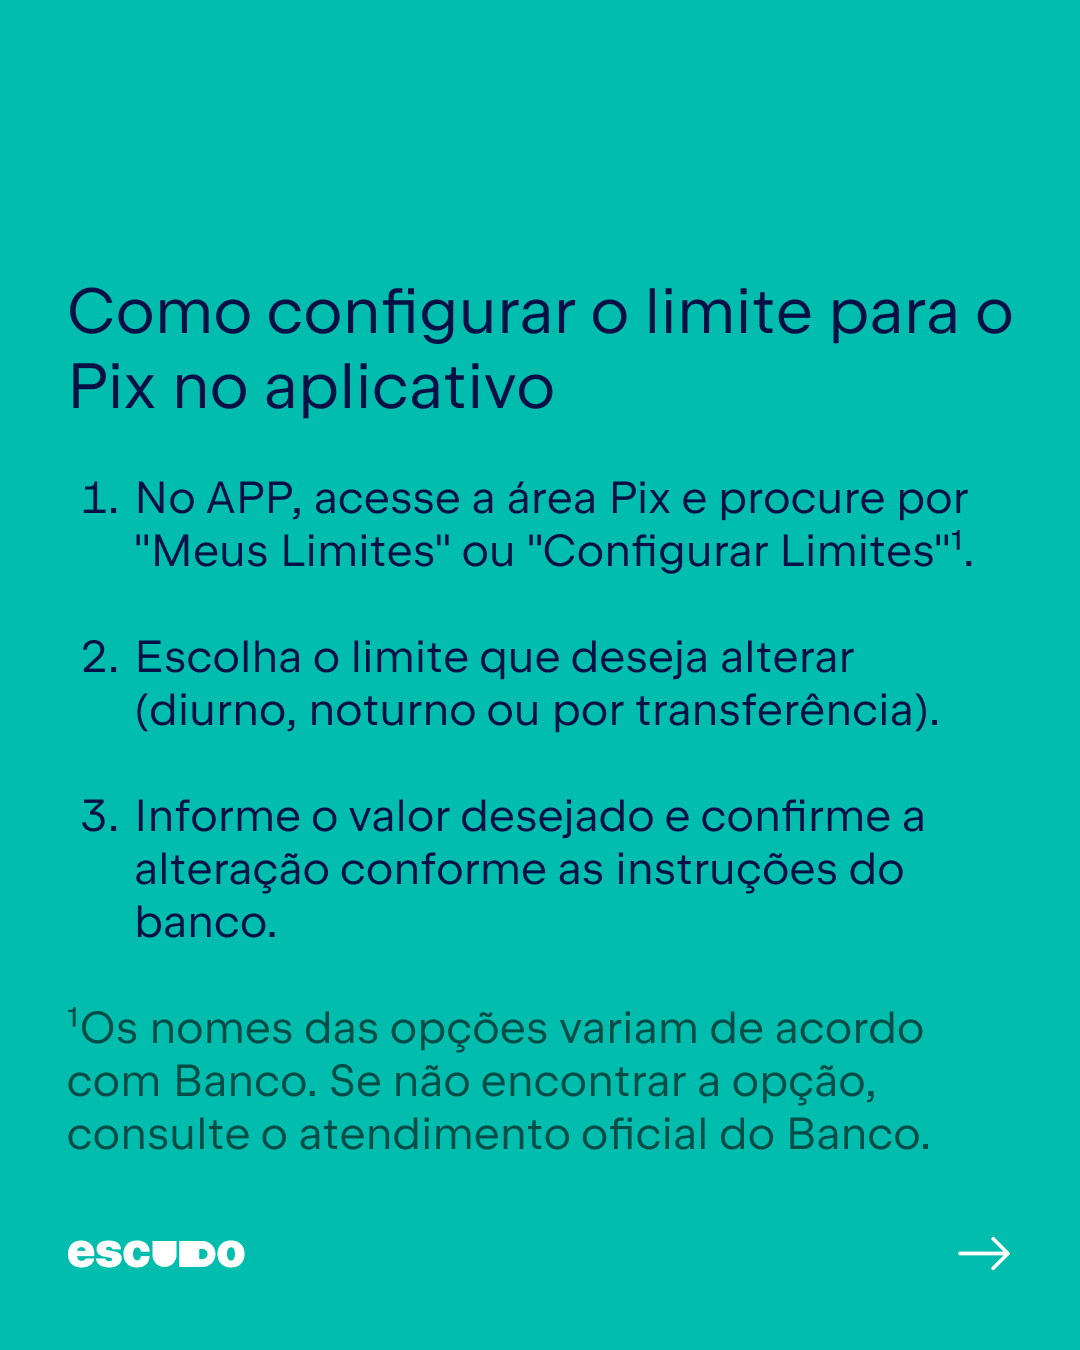 Como configurar o limite para o
Pix no aplicativo
1. No APP, acesse a área Pix e procure por
"Meus Limites" ou "Configurar Limites"¹.
2. Escolha o limite que deseja alterar
(diurno, noturno ou por transferência).
3. Informe o valor desejado e confirme a
alteração conforme as instruções do
banco.
¹Os nomes das opções variam de acordo
com Banco. Se não encontrar a opção,
consulte o atendimento oficial do Banco.
escudo